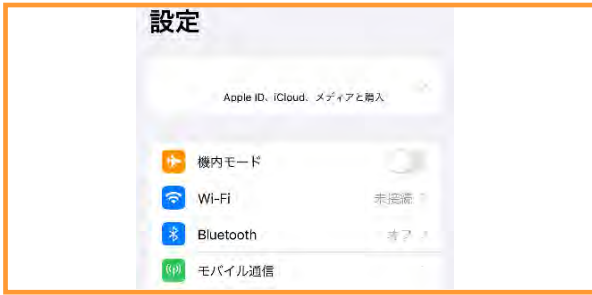 設定
Apple ID、iCloud、メディアと購入
機内モード
Wi-Fi 未接続
Bluetooth オフ
モバイル通信